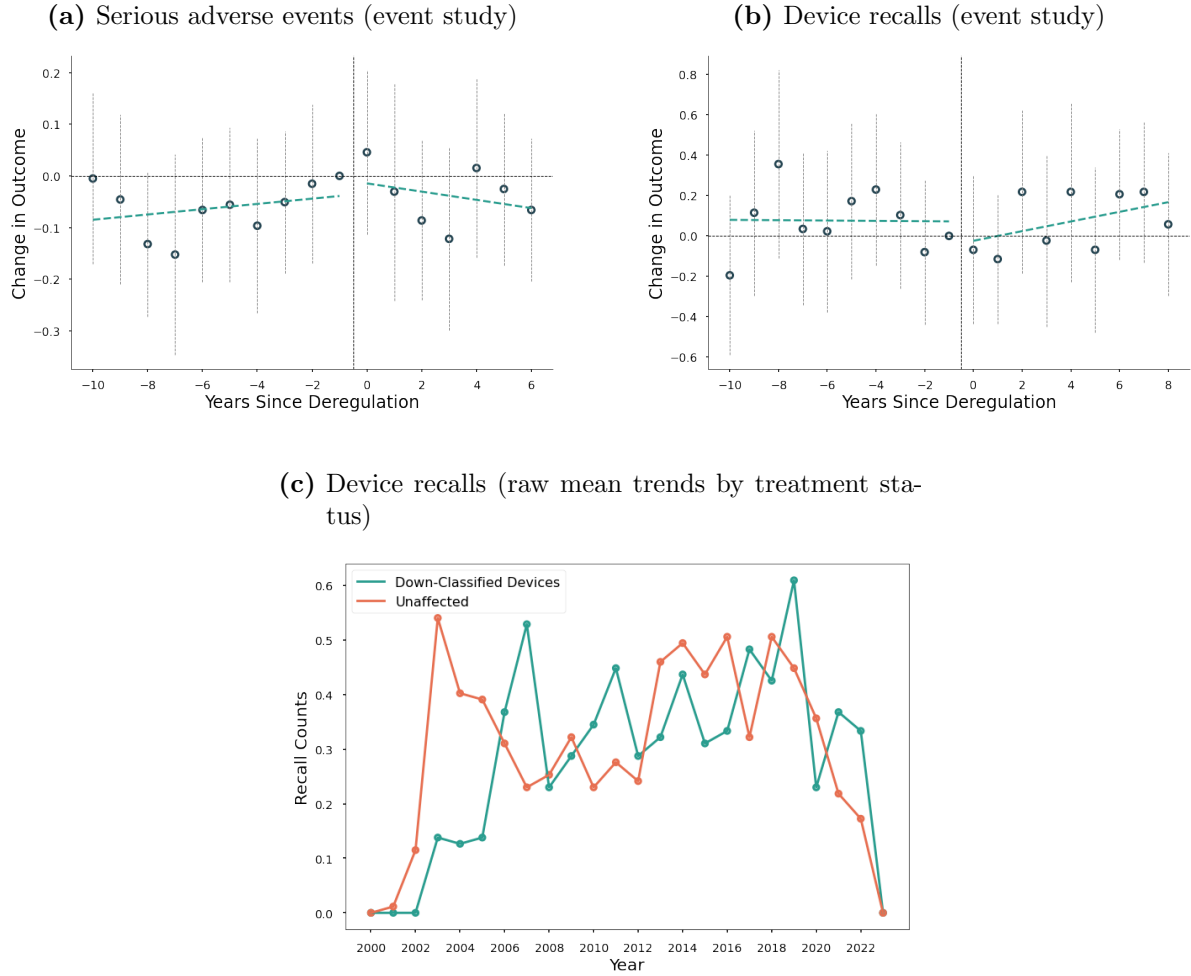 (a) Serious adverse events (event study)
0.2
0.1
0.0
−0.1
−0.2
−0.3
Change in Outcome
−10 −8 −6 −4 −2 0 2 4 6
Years Since Deregulation
(b) Device recalls (event study)
0.8
0.6
0.4
0.2
0.0
−0.2
−0.4
−0.6
Change in Outcome
−10 −8 −6 −4 −2 0 2 4 6 8
Years Since Deregulation
(c) Device recalls (raw mean trends by treatment sta-
tus)
Down-Classified Devices
Unaffected
0.6
0.5
0.4
0.3
0.2
0.1
0.0
Recall Counts
2000 2002 2004 2006 2008 2010 2012 2014 2016 2018 2020 2022
Year